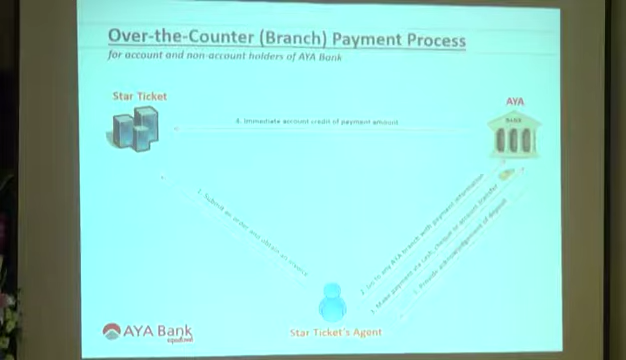 Over-the-Counter (Branch) Payment Process
for account and non-account holders of AYA Bank
Star Ticket
AYA
BANK
4. Immediate account credit of payment amount
1. Submit an order and obtain an invoice
2. Go to any AYA branch with payment information
3. Make payment via cash, cheque or account transfer
5. Provide acknowledgement of deposit
Star Ticket's Agent
AYA Bank